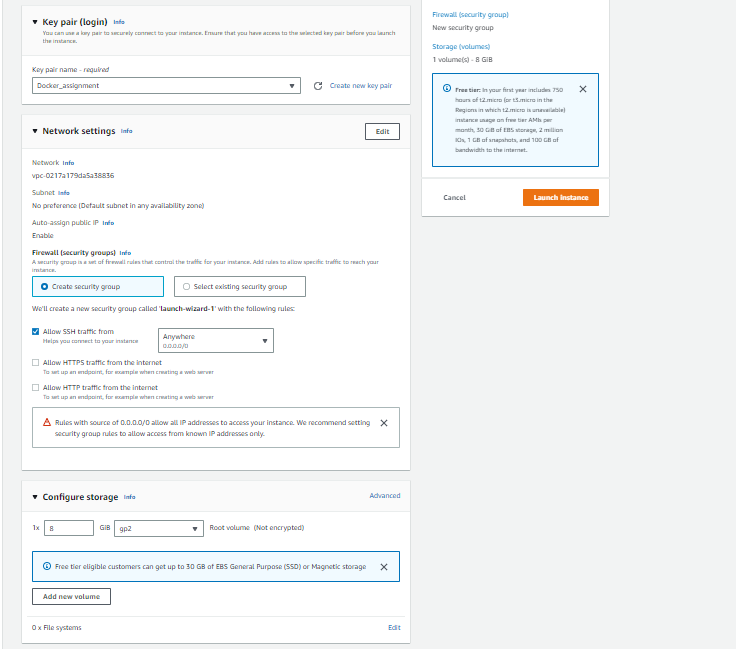 Key pair (login) Info
You can use a key pair to securely connect to your instance. Ensure that you have access to the selected key pair before you launch
the instance.
Key pair name - required
Docker_assignment
Create new key pair
Network settings Info
Edit
Network Info
vpc-0217a179da5a38836
Subnet Info
No preference (Default subnet in any availability zone)
Auto-assign public IP Info
Enable
Firewall (security groups) Info
A security group is a set of firewall rules that control the traffic for your instance. Add rules to allow specific traffic to reach your
instance.
Create security group
Select existing security group
We'll create a new security group called 'launch-wizard-1' with the following rules:
Allow SSH traffic from
Helps you connect to your instance
Anywhere
0.0.0.0/0
Allow HTTPS traffic from the internet
To set up an endpoint, for example when creating a web server
Allow HTTP traffic from the internet
To set up an endpoint, for example when creating a web server
Rules with source of 0.0.0.0/0 allow all IP addresses to access your instance. We recommend setting
security group rules to allow access from known IP addresses only.
Configure storage Info
Advanced
1x 8 GiB gp2 Root volume (Not encrypted)
Free tier eligible customers can get up to 30 GB of EBS General Purpose (SSD) or Magnetic storage
Add new volume
0 x File systems
Edit
Firewall (security group)
New security group
Storage (volumes)
1 volume(s) - 8 GiB
Free tier: In your first year includes 750
hours of t2.micro (or t3.micro in the
Regions in which t2.micro is unavailable)
instance usage on free tier AMIs per
month, 30 GiB of EBS storage, 2 million
IOs, 1 GB of snapshots, and 100 GB of
bandwidth to the internet.
Cancel
Launch instance